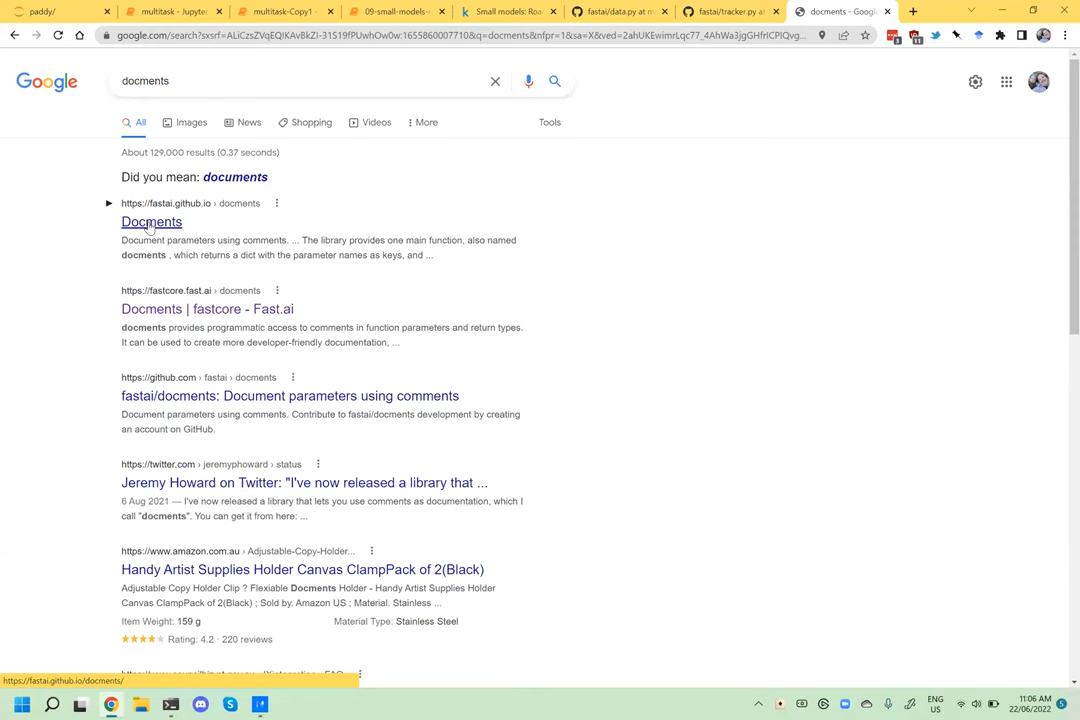 paddy/
multitask - Jupyter
multitask-Copy1 -
09-small-models-
Small models: Roa
fastai/data.py at m
fastai/tracker.py at
docments - Googl
google.com/search?sxsrf=ALiCzsZVqEQIKAvBkZI-31S19fPUwhOw0w:1655860007710&q=docments&nfpr=1&sa=X&ved=2ahUKEwimrLqc77_4AhWa3jgGHfrlCPIQvg...
3
11
Google
docments
All
Images
News
Shopping
Videos
More
Tools
About 129,000 results (0.37 seconds)
Did you mean: documents
https://fastai.github.io › docments
Docments
Document parameters using comments. ... The library provides one main function, also named
docments , which returns a dict with the parameter names as keys, and ...
https://fastcore.fast.ai › docments
Docments | fastcore - Fast.ai
docments provides programmatic access to comments in function parameters and return types.
It can be used to create more developer-friendly documentation, ...
https://github.com › fastai › docments
fastai/docments: Document parameters using comments
Document parameters using comments. Contribute to fastai/docments development by creating
an account on GitHub.
https://twitter.com › jeremyphoward › status
Jeremy Howard on Twitter: "I've now released a library that ...
6 Aug 2021 — I've now released a library that lets you use comments as documentation, which I
call "docments". You can get it from here: ...
https://www.amazon.com.au › Adjustable-Copy-Holder...
Handy Artist Supplies Holder Canvas ClampPack of 2(Black)
Adjustable Copy Holder Clip ? Flexiable Docments Holder - Handy Artist Supplies Holder
Canvas ClampPack of 2(Black) ; Sold by. Amazon US ; Material. Stainless ...
Item Weight: 159 g
Material Type: Stainless Steel
Rating: 4.2 · 220 reviews
https://fastai.github.io/docments/
ENG
US
11:06 AM
22/06/2022
5